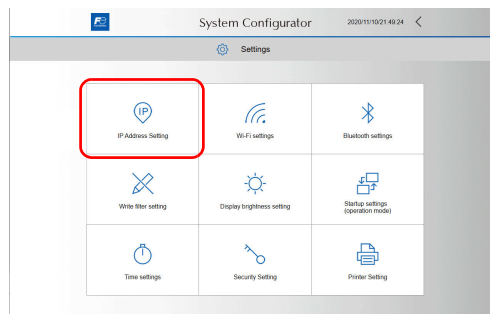 System Configurator
2020/11/10/21:49:24
Settings
IP
IP Address Setting
Wi-Fi settings
Bluetooth settings
Write filter setting
Display brightness setting
Startup settings
(operation mode)
Time settings
Security Setting
Printer Setting